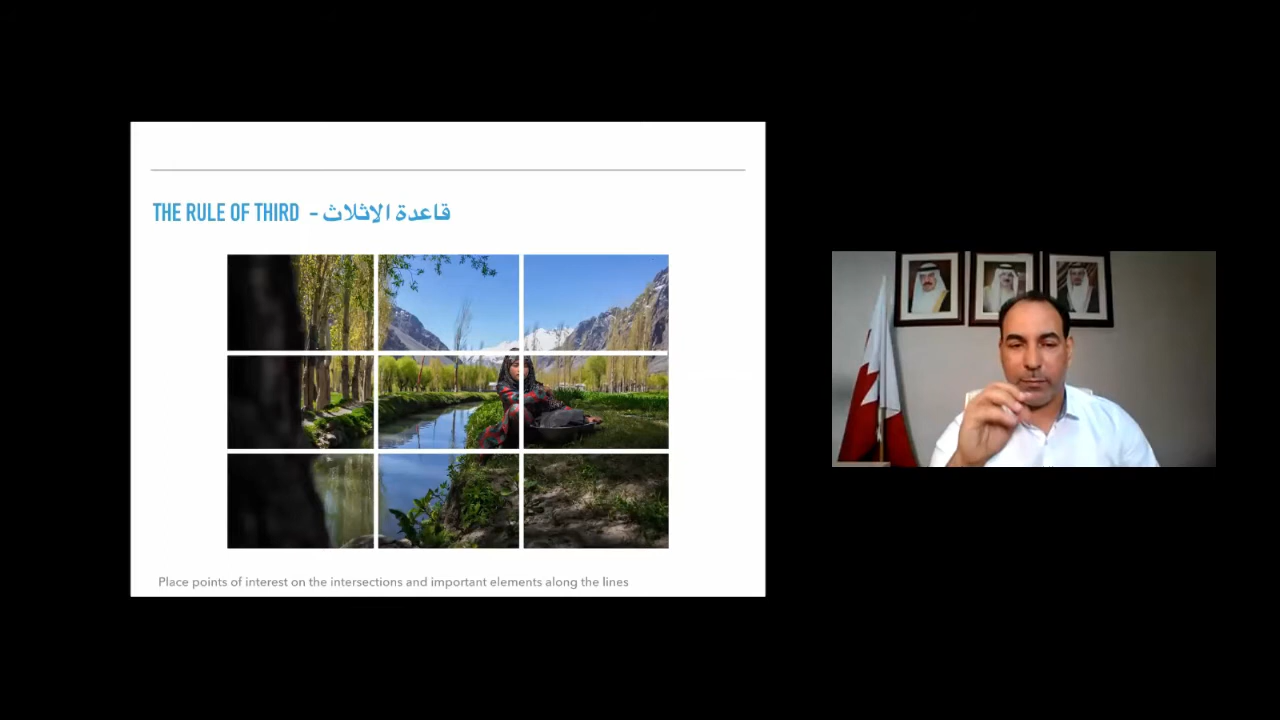 THE RULE OF THIRD - قاعدة الاثلاث
Place points of interest on the intersections and important elements along the lines